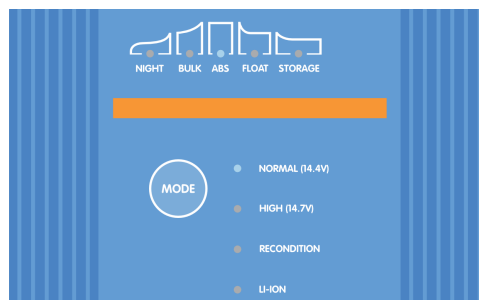 NIGHT BULK ABS FLOAT STORAGE
MODE
NORMAL (14.4V)
HIGH (14.7V)
RECONDITION
LI-ION